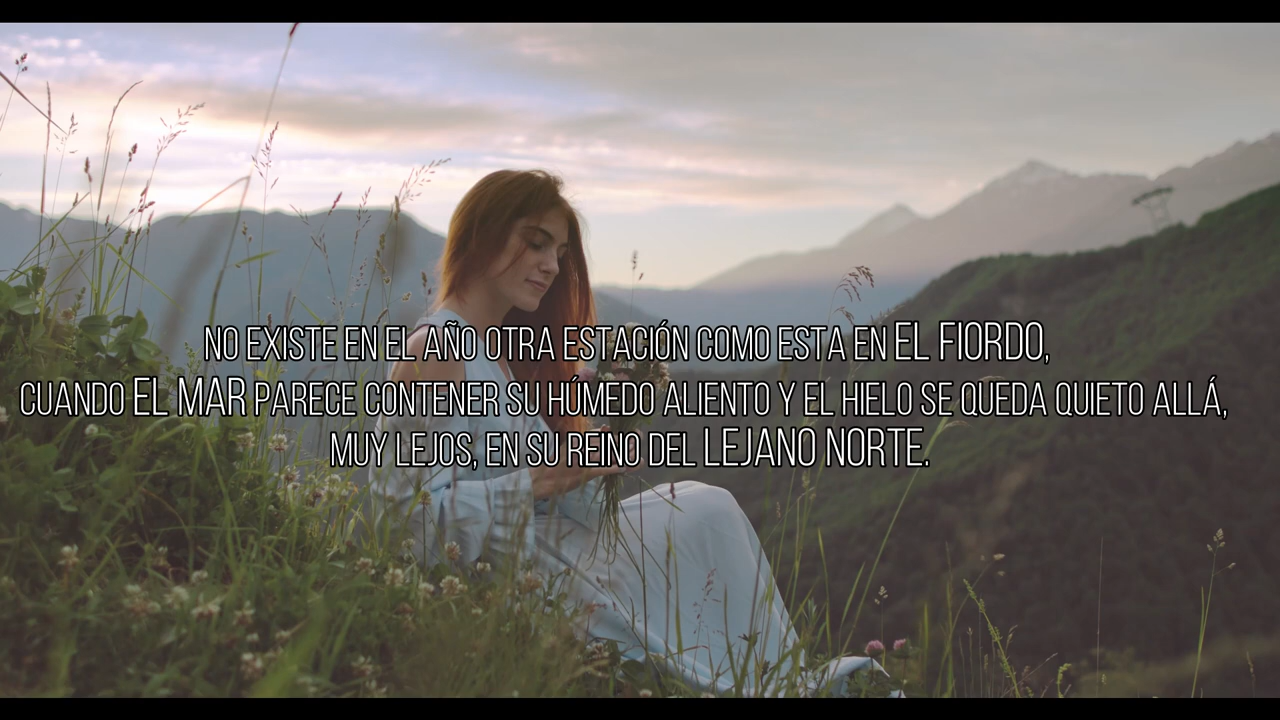 NO EXISTE EN EL AÑO OTRA ESTACIÓN COMO ESTA EN EL FIORDO,
CUANDO EL MAR PARECE CONTENER SU HÚMEDO ALIENTO Y EL HIELO SE QUEDA QUIETO ALLÁ,
MUY LEJOS, EN SU REINO DEL LEJANO NORTE.